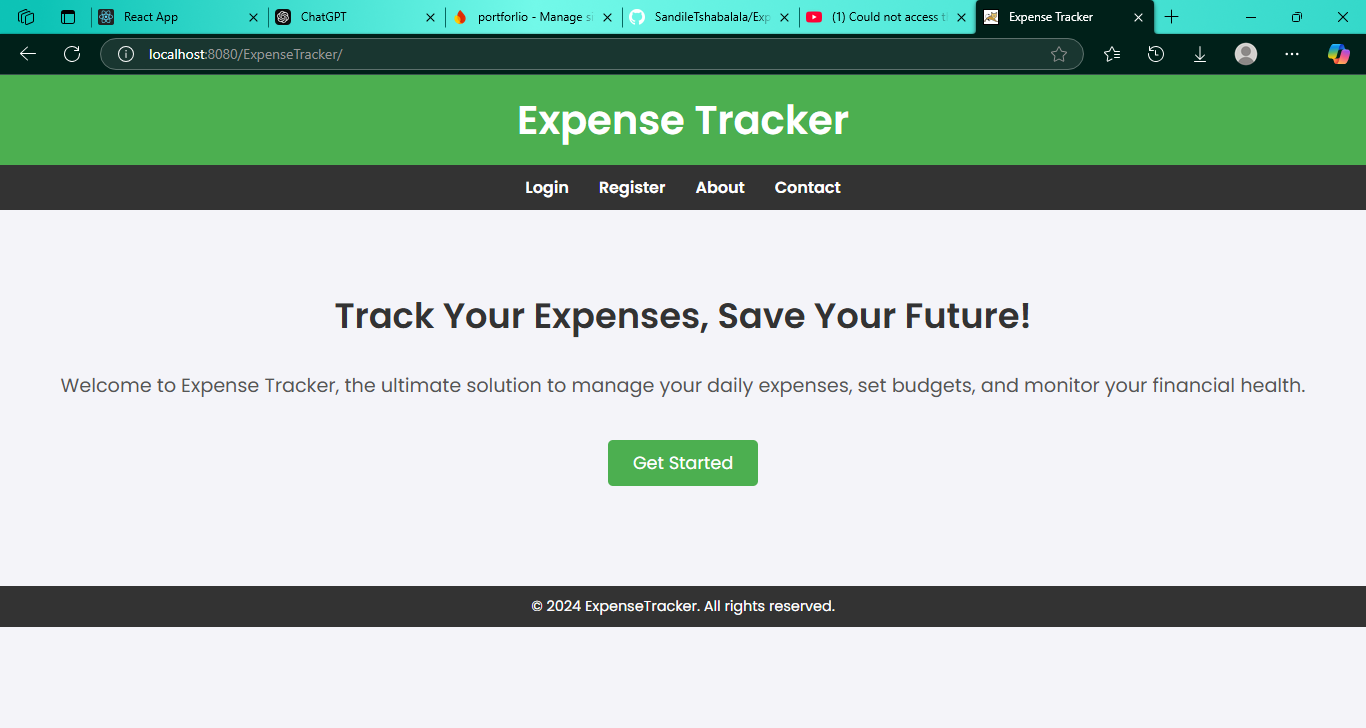 React App
ChatGPT
portforlio - Manage si
SandileTshabalala/Exp
(1) Could not access t
Expense Tracker
localhost:8080/ExpenseTracker/
Expense Tracker
Login Register About Contact
Track Your Expenses, Save Your Future!
Welcome to Expense Tracker, the ultimate solution to manage your daily expenses, set budgets, and monitor your financial health.
Get Started
© 2024 ExpenseTracker. All rights reserved.